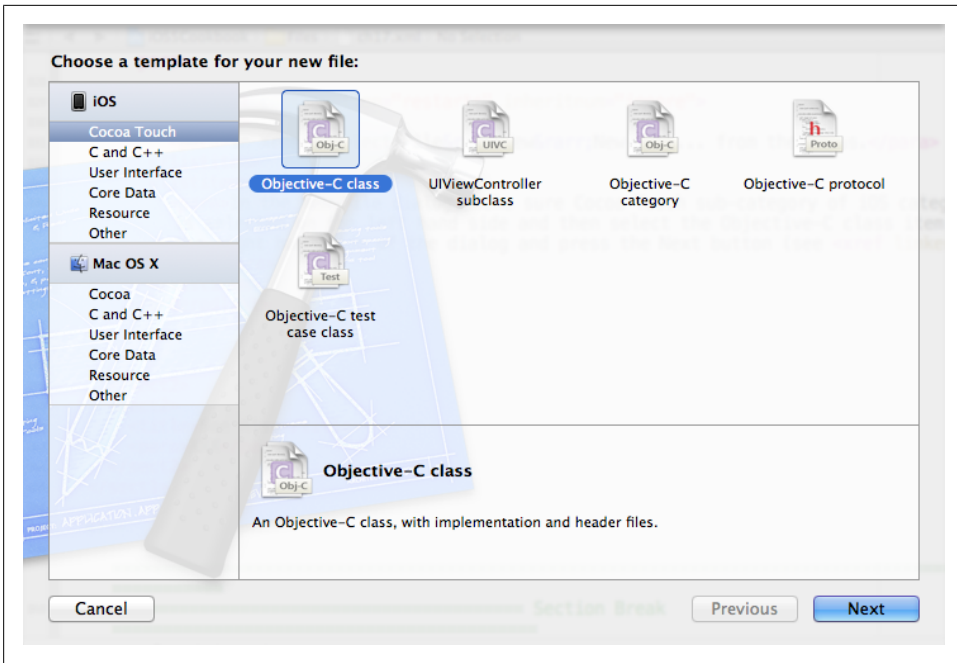 Choose a template for your new file:
iOS
Cocoa Touch
C and C++
User Interface
Core Data
Resource
Other
Mac OS X
Cocoa
C and C++
User Interface
Core Data
Resource
Other
Obj-C
Objective-C class
UIVC
UIViewController
subclass
Obj-C
Objective-C
category
h
Proto
Objective-C protocol
Test
Objective-C test
case class
Obj-C
Objective-C class
An Objective-C class, with implementation and header files.
Section Break
Cancel
Previous
Next